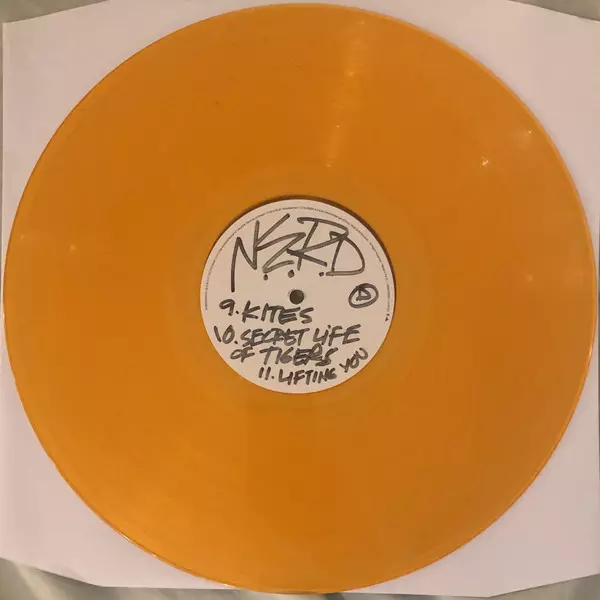 N.E.R.D
D
9. KITES
10. SECRET LIFE
OF TIGERS
11. LIFTING YOU